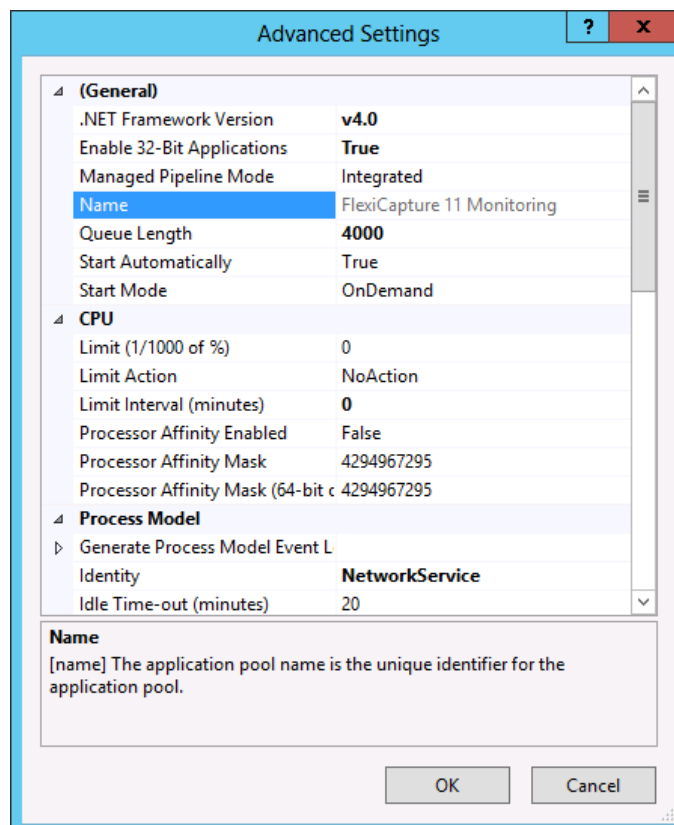 Advanced Settings
?
x
(General)
.NET Framework Version v4.0
Enable 32-Bit Applications True
Managed Pipeline Mode Integrated
Name FlexiCapture 11 Monitoring
Queue Length 4000
Start Automatically True
Start Mode OnDemand
CPU
Limit (1/1000 of %) 0
Limit Action NoAction
Limit Interval (minutes) 0
Processor Affinity Enabled False
Processor Affinity Mask 4294967295
Processor Affinity Mask (64-bit c 4294967295
Process Model
Generate Process Model Event L
Identity NetworkService
Idle Time-out (minutes) 20
Name
[name] The application pool name is the unique identifier for the
application pool.
OK
Cancel